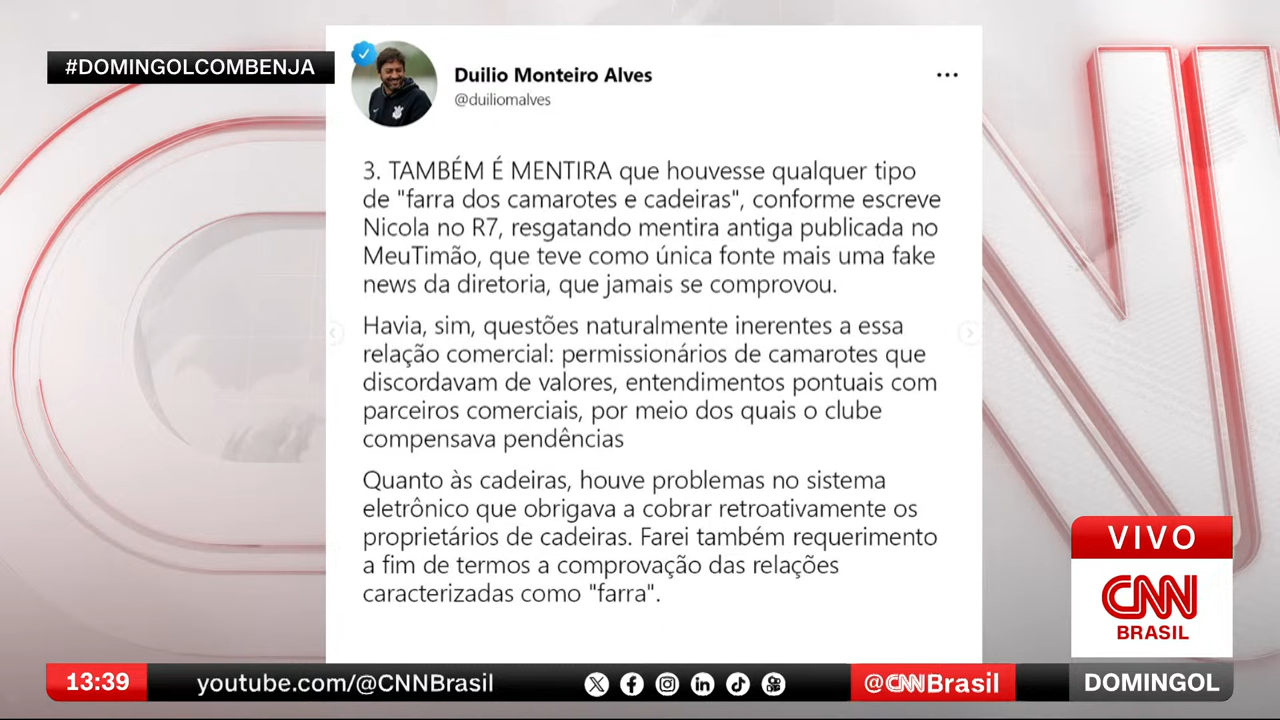 #DOMINGOLCOMBENJA
Duilio Monteiro Alves
@duiliomalves
3. TAMBÉM É MENTIRA que houvesse qualquer tipo
de "farra dos camarotes e cadeiras", conforme escreve
Nicola no R7, resgatando mentira antiga publicada no
MeuTimão, que teve como única fonte mais uma fake
news da diretoria, que jamais se comprovou.
Havia, sim, questões naturalmente inerentes a essa
relação comercial: permissionários de camarotes que
discordavam de valores, entendimentos pontuais com
parceiros comerciais, por meio dos quais o clube
compensava pendências
Quanto às cadeiras, houve problemas no sistema
eletrônico que obrigava a cobrar retroativamente os
proprietários de cadeiras. Farei também requerimento
a fim de termos a comprovação das relações
caracterizadas como "farra".
VIVO
CNN
BRASIL
13:39
youtube.com/@CNNBrasil
@CNNBrasil
DOMINGOL